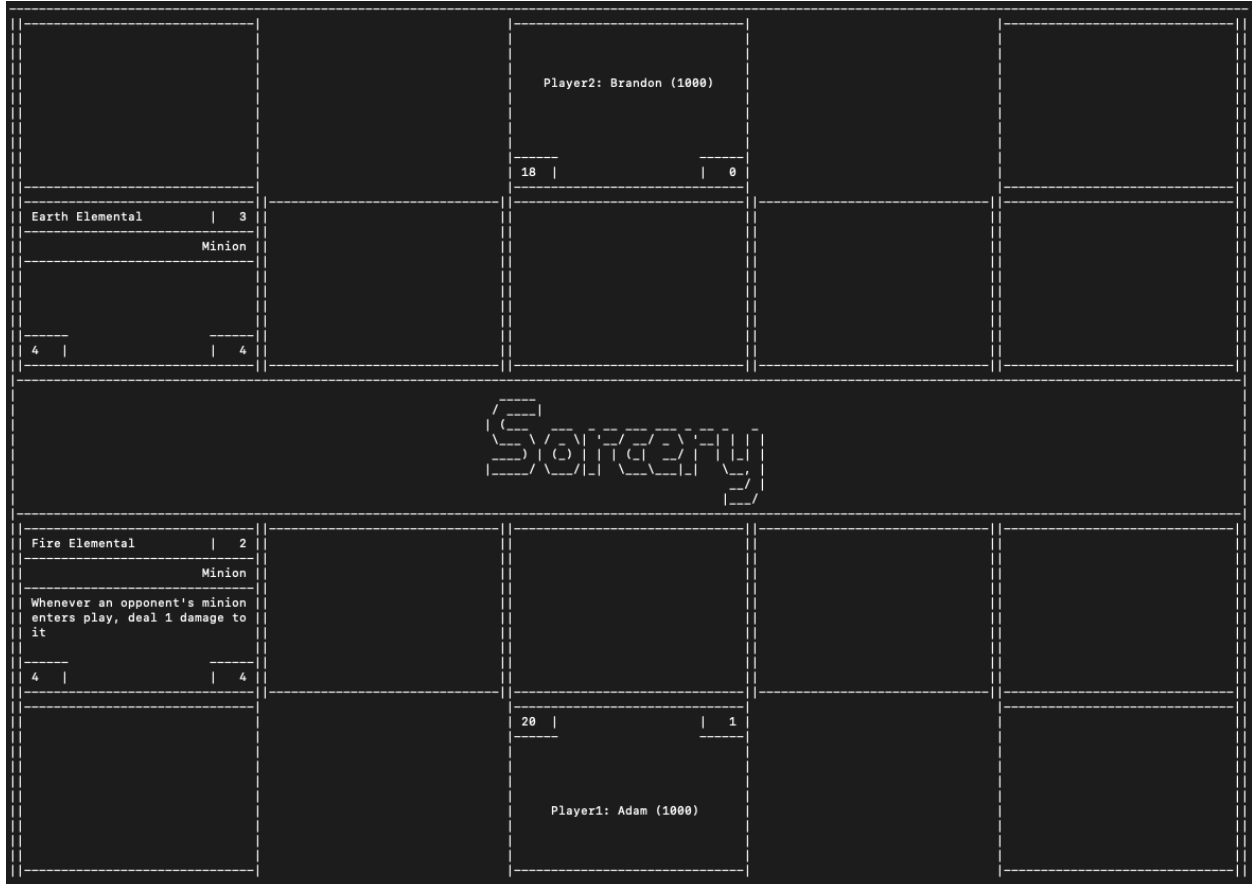 Player2: Brandon (1000)
18 | | 0
Earth Elemental | 3
Minion
4 | | 4
Sorcery
Fire Elemental | 2
Minion
Whenever an opponent's minion
enters play, deal 1 damage to
it
4 | | 4
20 | | 1
Player1: Adam (1000)